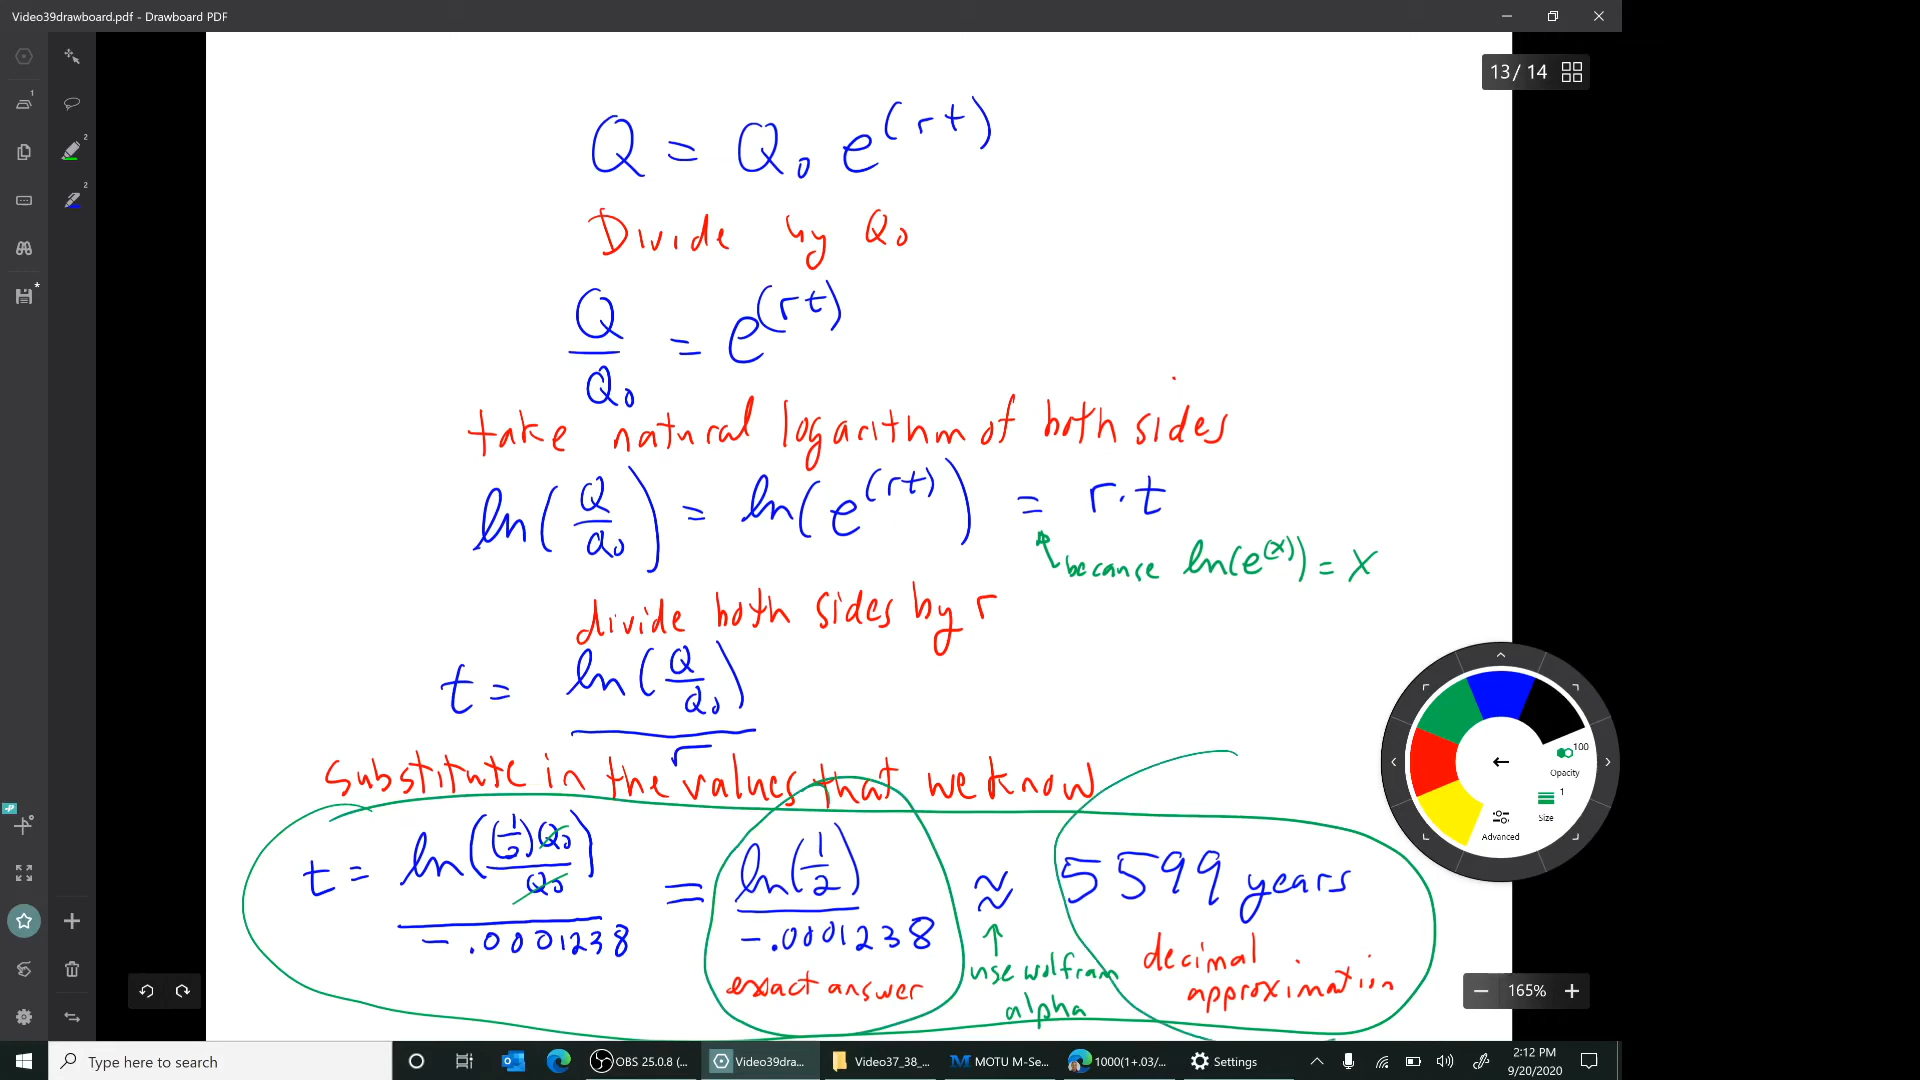 Video39drawboard.pdf - Drawboard PDF
13/ 14
Q = Q₀ e^(rt)
Divide by Q₀
Q/Q₀ = e^(rt)
take natural logarithm of both sides
ln(Q/Q₀) = ln(e^(rt)) = r·t
because ln(e^(x)) = x
divide both sides by r
t = ln(Q/Q₀)/r
Substitute in the values that we know
t = ln((1/2)(Q₀)/Q₀)/-.0001238 = ln(1/2)/-.0001238 ≈ 5599 years
exact answer
use wolfram
alpha
decimal
approximation
100
Opacity
1
Size
Advanced
1
2
2
165%
Type here to search
OBS 25.0.8 (...
Video39dra...
Video37_38_...
MOTU M-Se...
1000(1+.03/...
Settings
2:12 PM
9/20/2020